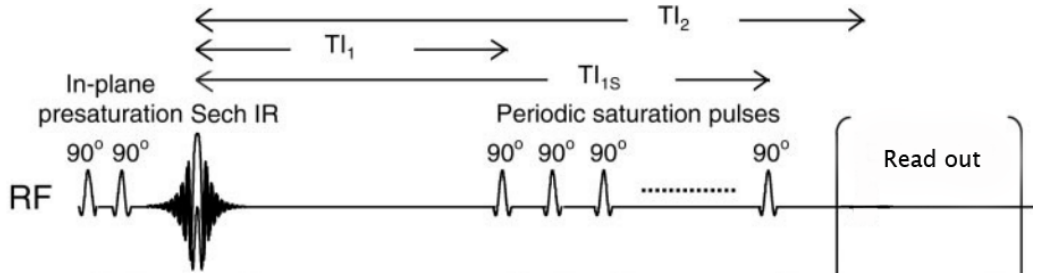 TI₂
TI₁
In-plane
TI₁S
presaturation Sech IR
Periodic saturation pulses
90° 90°
90° 90° 90°
90°
Read out
RF